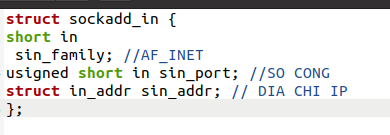 struct sockadd_in {
short in
sin_family; //AF_INET
usigned short in sin_port; //SO CONG
struct in_addr sin_addr; // DIA CHI IP
};